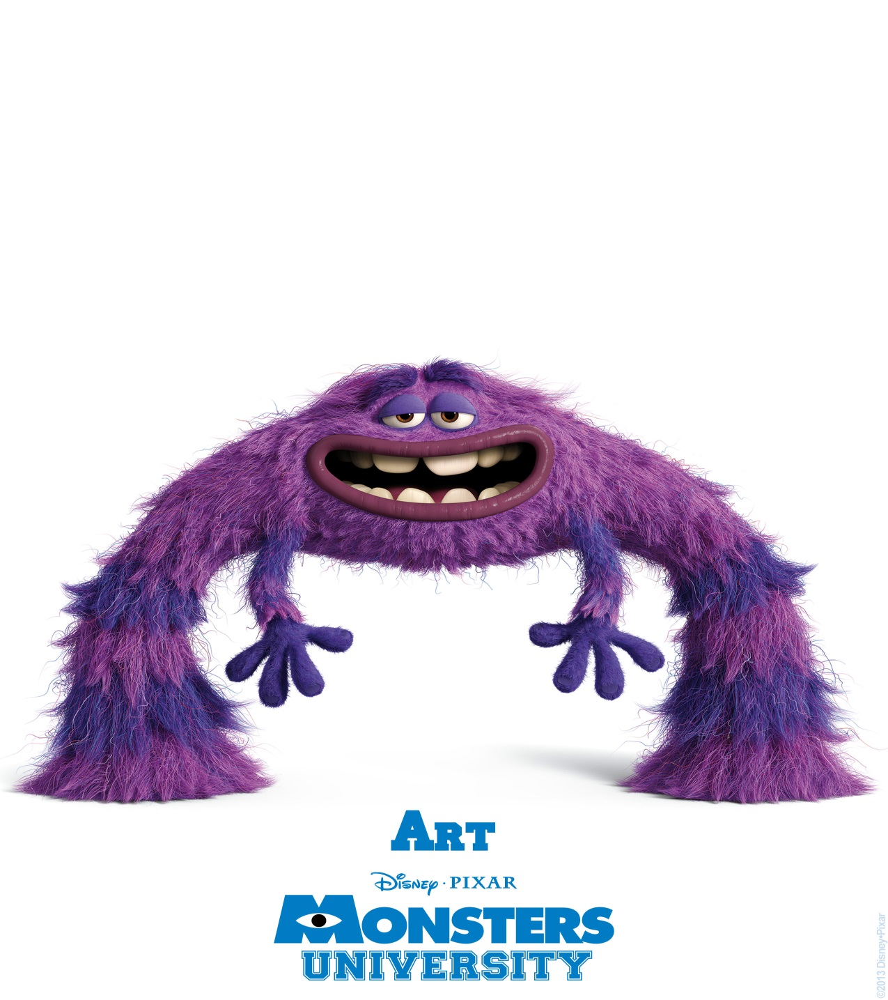 ART
Disney · PIXAR
MONSTERS
UNIVERSITY
©2013 Disney•Pixar